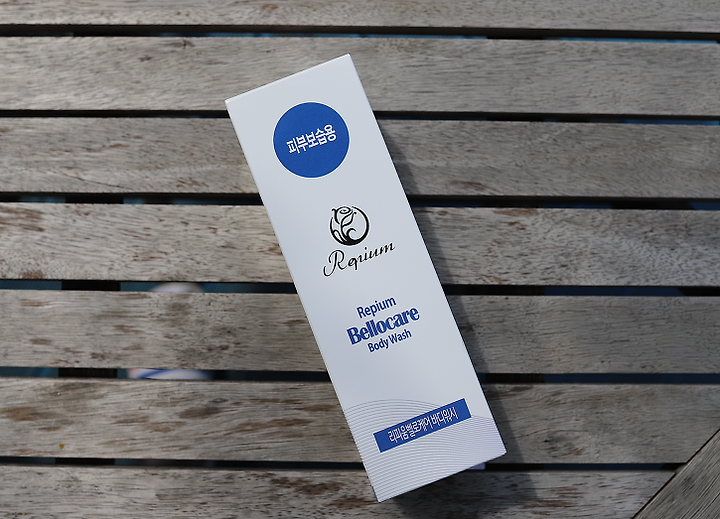 피부보습용
Repium
Repium
Bellocare
Body Wash
리피움벨로케어 바디워시